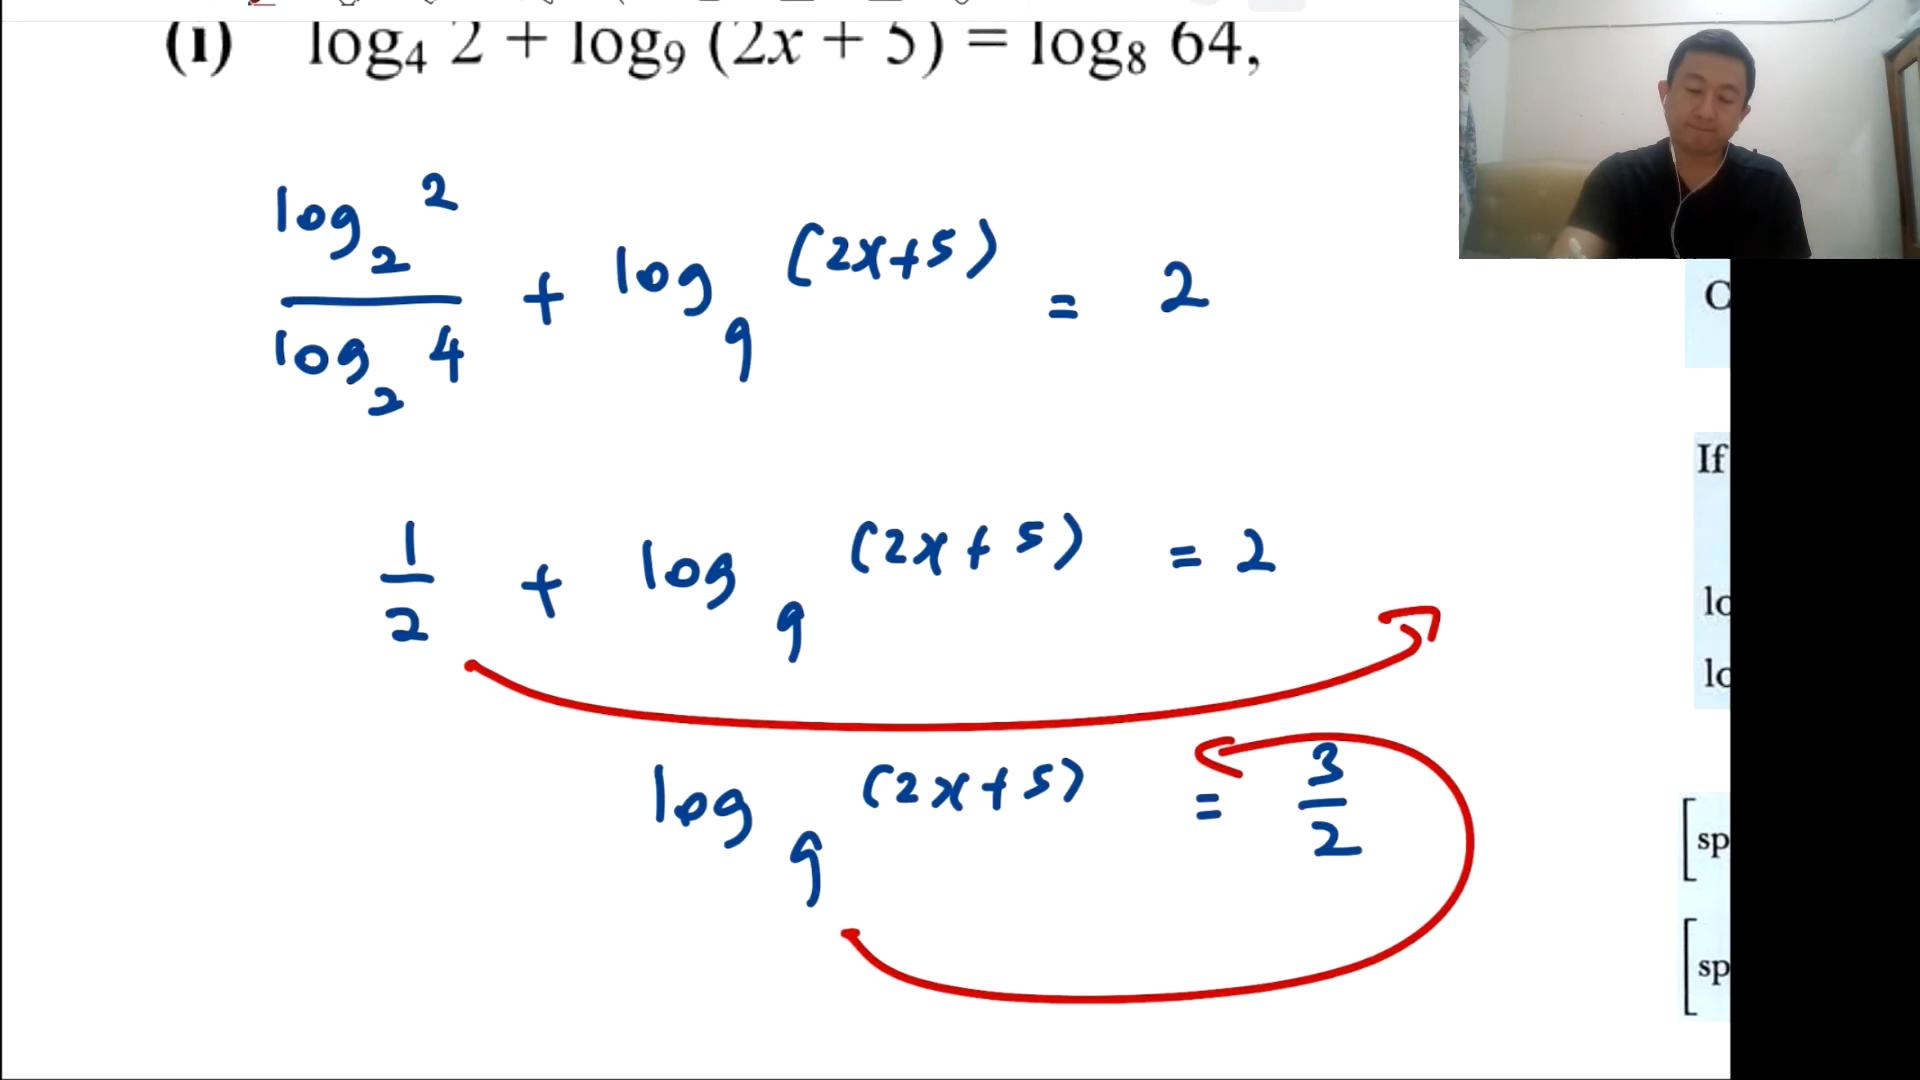 (i) log₄ 2 + log₉ (2x + 5) = log₈ 64,
log₂ 2
+ log₉ (2x+5) = 2
log₂ 4
1/2 + log₉ (2x+5) = 2
log₉ (2x+5) = 3/2
C
If
lo
lo
[sp
[sp